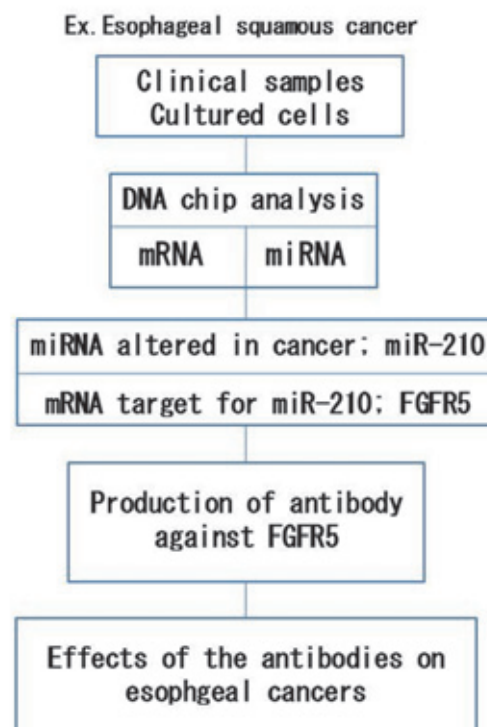 Ex. Esophageal squamous cancer
Clinical samples
Cultured cells
DNA chip analysis
mRNA miRNA
miRNA altered in cancer; miR-210
mRNA target for miR-210; FGFR5
Production of antibody
against FGFR5
Effects of the antibodies on
esophgeal cancers